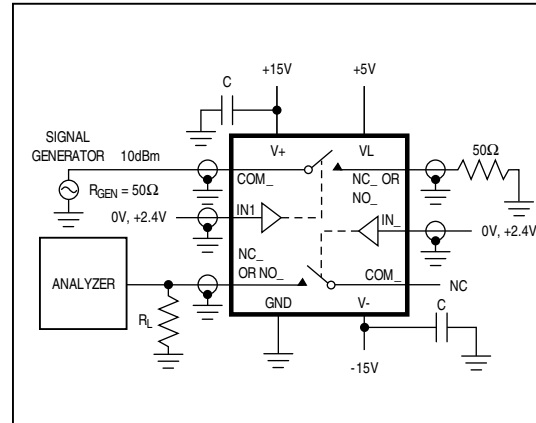 +15V
+5V
C
V+
VL
SIGNAL
GENERATOR
10dBm
50Ω
COM_
NC_ OR
NO_
RGEN = 50Ω
0V, +2.4V
IN1
IN_
0V, +2.4V
NC_
OR NO_
COM_
NC
ANALYZER
RL
GND
V-
C
-15V